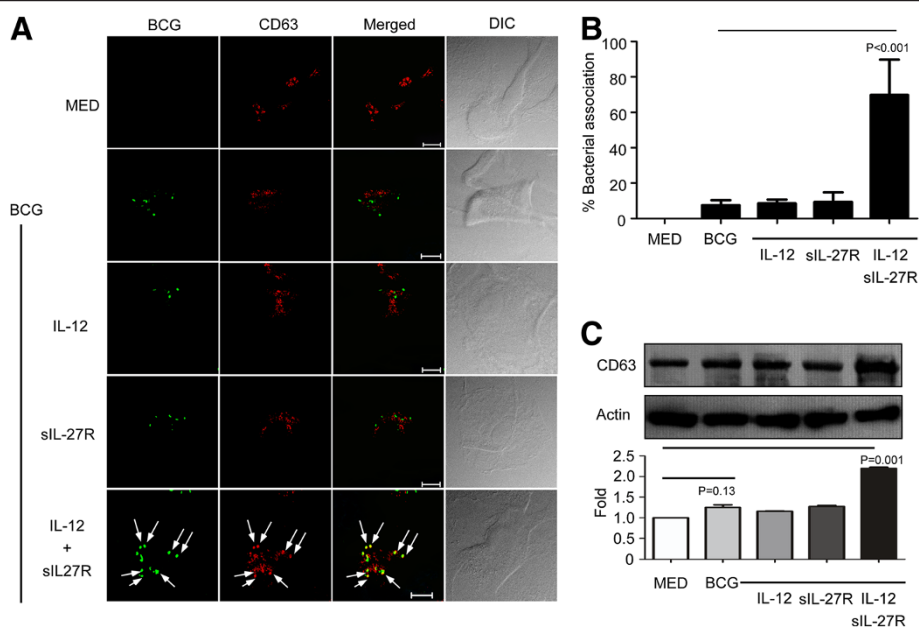 A
BCG CD63 Merged DIC
MED
BCG
IL-12
sIL-27R
IL-12
+
sIL27R
B
% Bacterial association
100
80
60
40
20
0
P<0.001
MED BCG IL-12 sIL-27R IL-12
sIL-27R
C
CD63
Actin
Fold
2.5
2.0
1.5
1.0
0.5
0
P=0.13
P=0.001
MED BCG IL-12 sIL-27R IL-12
sIL-27R